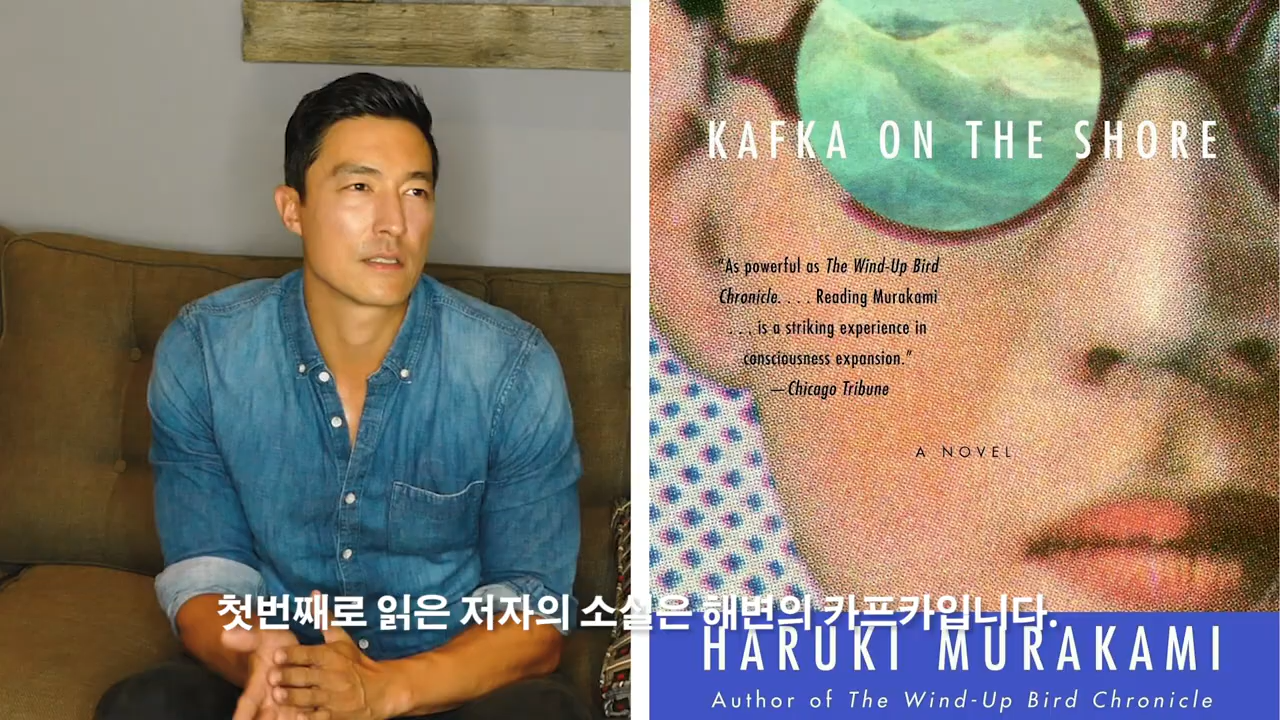 KAFKA ON THE SHORE
"As powerful as The Wind-Up Bird
Chronicle. . . . Reading Murakami
. . . is a striking experience in
consciousness expansion."
—Chicago Tribune
A NOVEL
첫번째로 읽은 저자의 소설은 해변의 카프카입니다.
HARUKI MURAKAMI
Author of The Wind-Up Bird Chronicle